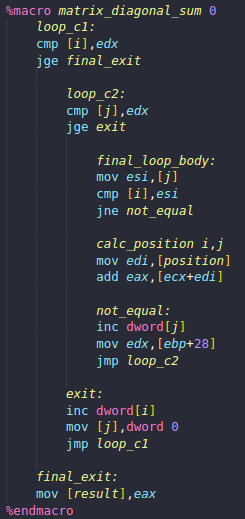 %macro matrix_diagonal_sum 0
loop_c1:
cmp [i],edx
jge final_exit
loop_c2:
cmp [j],edx
jge exit
final_loop_body:
mov esi,[j]
cmp [i],esi
jne not_equal
calc_position i,j
mov edi,[position]
add eax,[ecx+edi]
not_equal:
inc dword[j]
mov edx,[ebp+28]
jmp loop_c2
exit:
inc dword[i]
mov [j],dword 0
jmp loop_c1
final_exit:
mov [result],eax
%endmacro